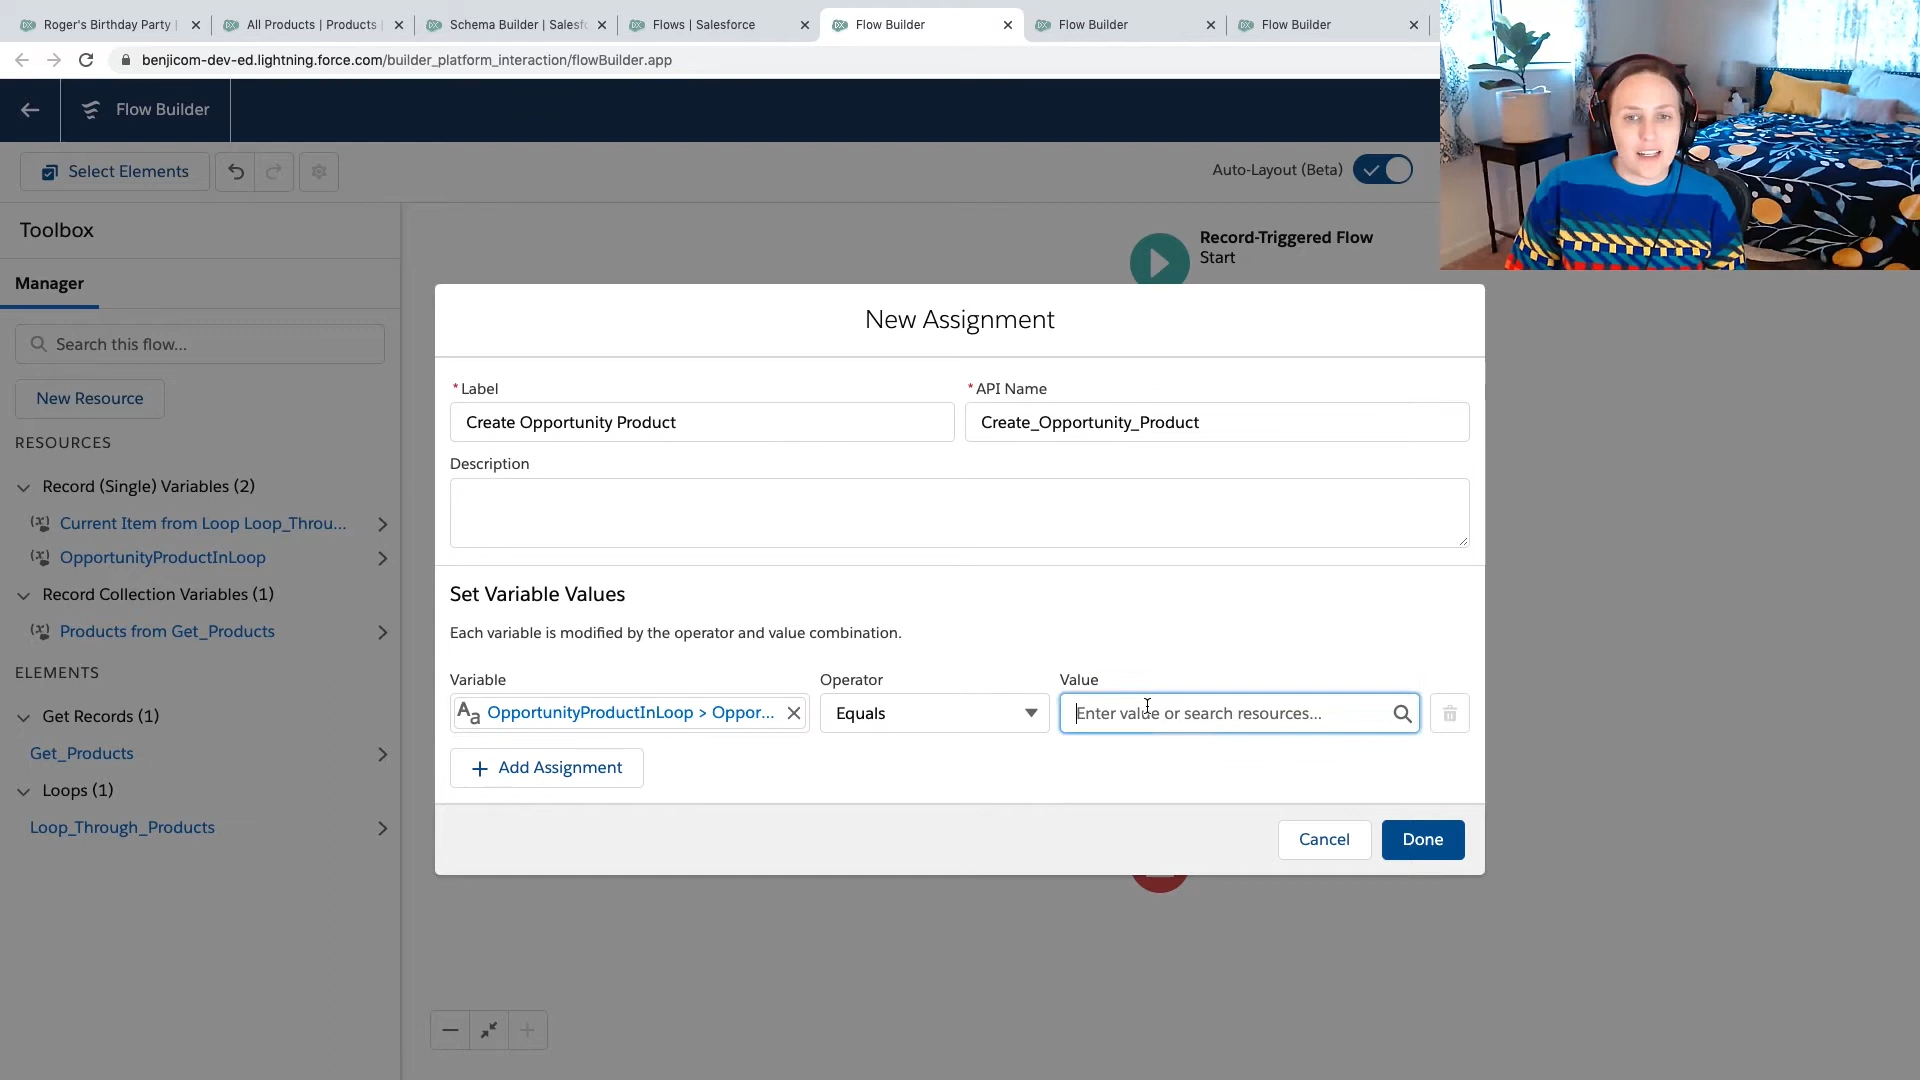 Roger's Birthday Party |
All Products | Products |
Schema Builder | Salesfo
Flows | Salesforce
Flow Builder
Flow Builder
Flow Builder
benjicom-dev-ed.lightning.force.com/builder_platform_interaction/flowBuilder.app
Flow Builder
Select Elements
Auto-Layout (Beta)
Toolbox
Manager
Search this flow...
New Resource
RESOURCES
Record (Single) Variables (2)
Current Item from Loop Loop_Throu...
OpportunityProductInLoop
Record Collection Variables (1)
Products from Get_Products
ELEMENTS
Get Records (1)
Get_Products
Loops (1)
Loop_Through_Products
Record-Triggered Flow
Start
New Assignment
* Label
* API Name
Create Opportunity Product
Create_Opportunity_Product
Description
Set Variable Values
Each variable is modified by the operator and value combination.
Variable
Operator
Value
Aa OpportunityProductInLoop > Oppor...
Equals
Enter value or search resources...
+ Add Assignment
Cancel
Done